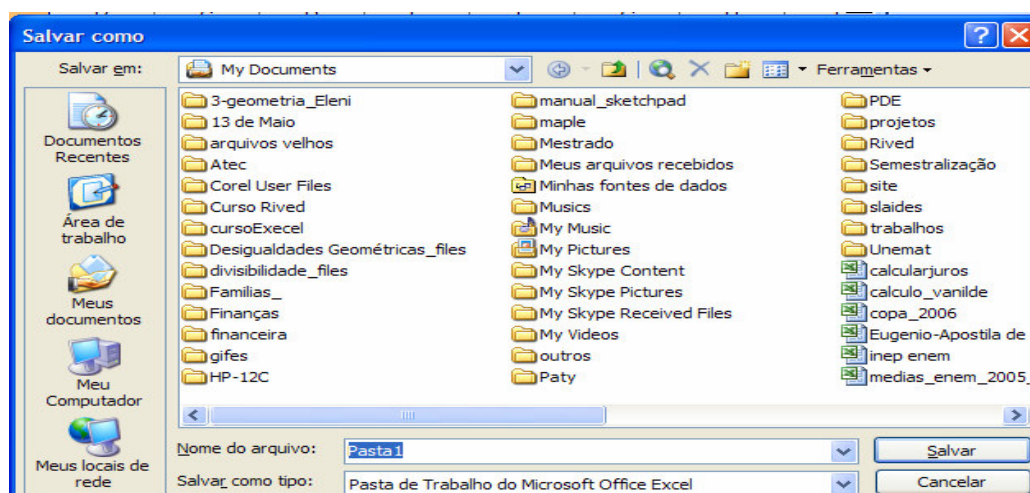 Salvar como
Salvar em:
My Documents
Ferramentas
Documentos
Recentes
Área de
trabalho
Meus
documentos
Meu
Computador
Meus locais de
rede
3-geometria_Eleni
13 de Maio
arquivos velhos
Atec
Corel User Files
Curso Rived
cursoExecel
Desigualdades Geométricas_files
divisibilidade_files
Familias_
Finanças
financeira
gifes
HP-12C
manual_sketchpad
maple
Mestrado
Meus arquivos recebidos
Minhas fontes de dados
Musics
My Music
My Pictures
My Skype Content
My Skype Pictures
My Skype Received Files
My Videos
outros
Paty
PDE
projetos
Rived
Semestralização
site
slaides
trabalhos
Unemat
calcularjuros
calculo_vanilde
copa_2006
Eugenio-Apostila de
inep enem
medias_enem_2005_
Nome do arquivo:
Pasta1
Salvar
Salvar como tipo:
Pasta de Trabalho do Microsoft Office Excel
Cancelar